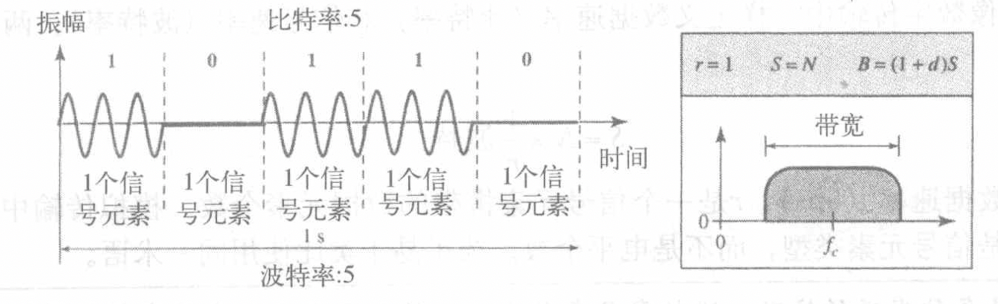 振幅
比特率:5
1 0 1 1 0
时间
1个信号元素 1个信号元素 1个信号元素 1个信号元素 1个信号元素
1 s
波特率:5
r=1 S=N B=(1+d)S
带宽
0
0
f_c